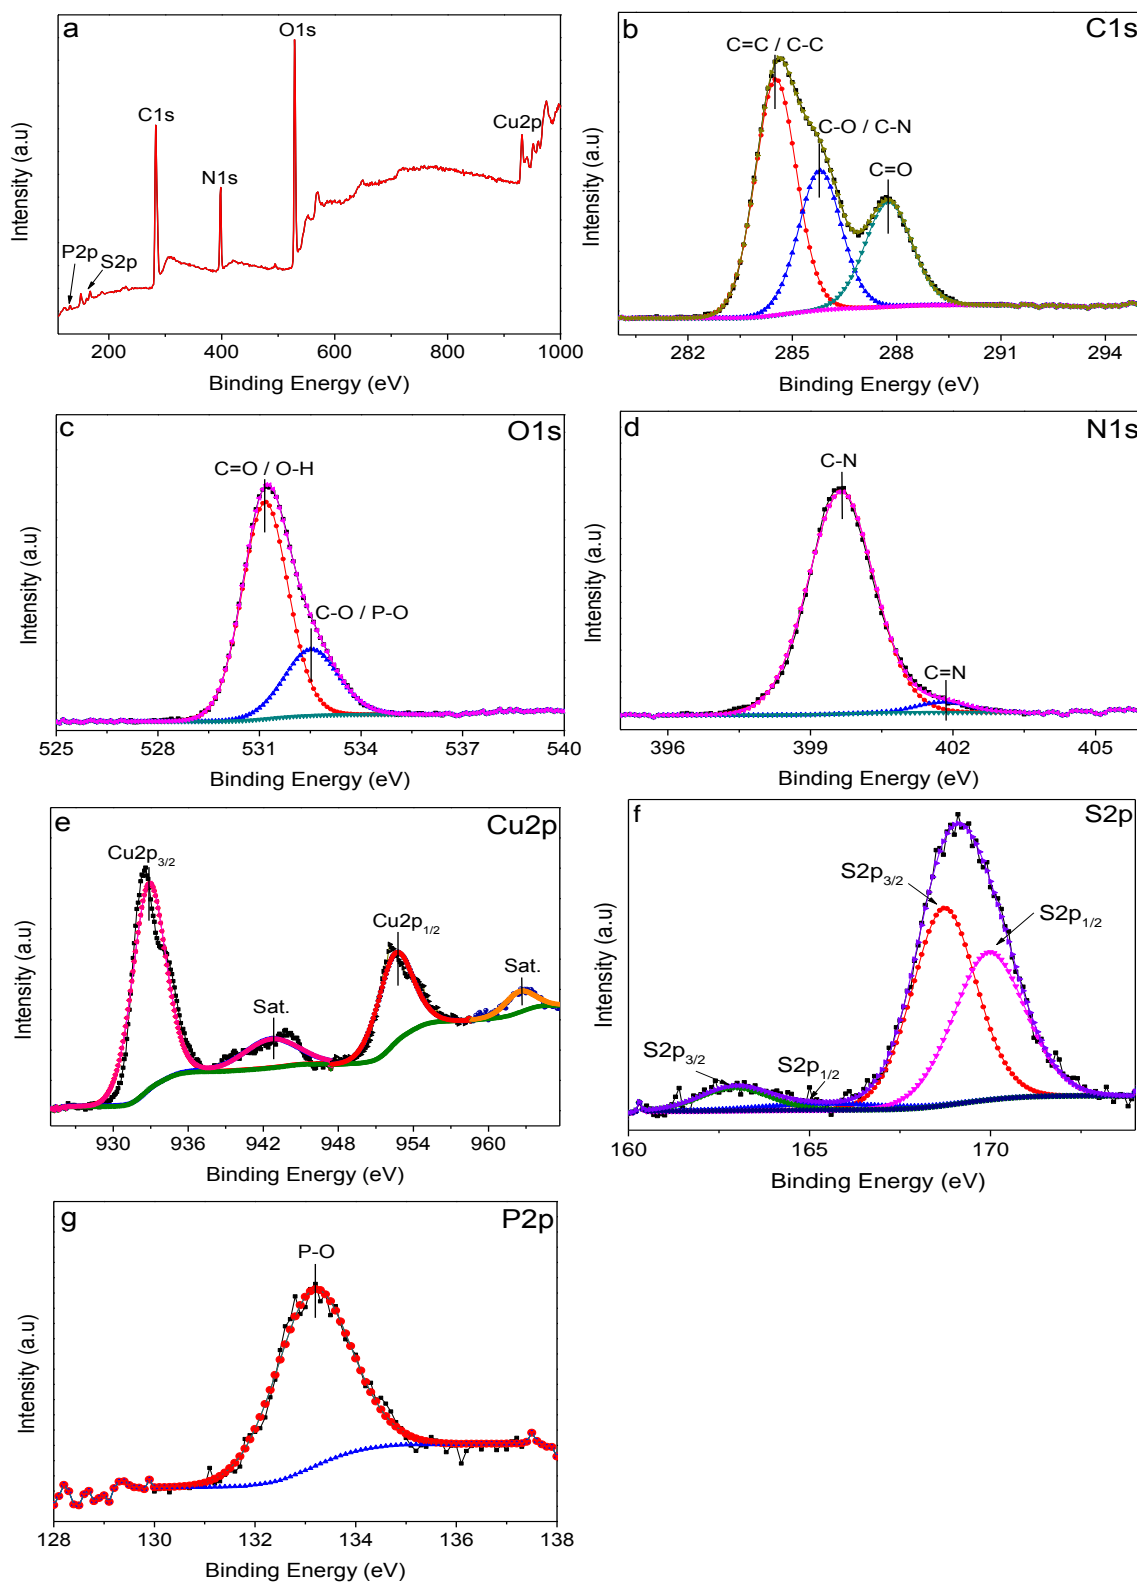 a
O1s
C1s
Cu2p
N1s
P2p
S2p
Intensity (a.u)
200 400 600 800 1000
Binding Energy (eV)
b
C1s
C=C / C-C
C-O / C-N
C=O
Intensity (a.u)
282 285 288 291 294
Binding Energy (eV)
c
O1s
C=O / O-H
C-O / P-O
Intensity (a.u)
525 528 531 534 537 540
Binding Energy (eV)
d
N1s
C-N
C=N
Intensity (a.u)
396 399 402 405
Binding Energy (eV)
e
Cu2p
Cu2p3/2
Cu2p1/2
Sat.
Sat.
Intensity (a.u)
930 936 942 948 954 960
Binding Energy (eV)
f
S2p
S2p3/2
S2p1/2
S2p3/2
S2p1/2
Intensity (a.u)
160 165 170
Binding Energy (eV)
g
P2p
P-O
Intensity (a.u)
128 130 132 134 136 138
Binding Energy (eV)